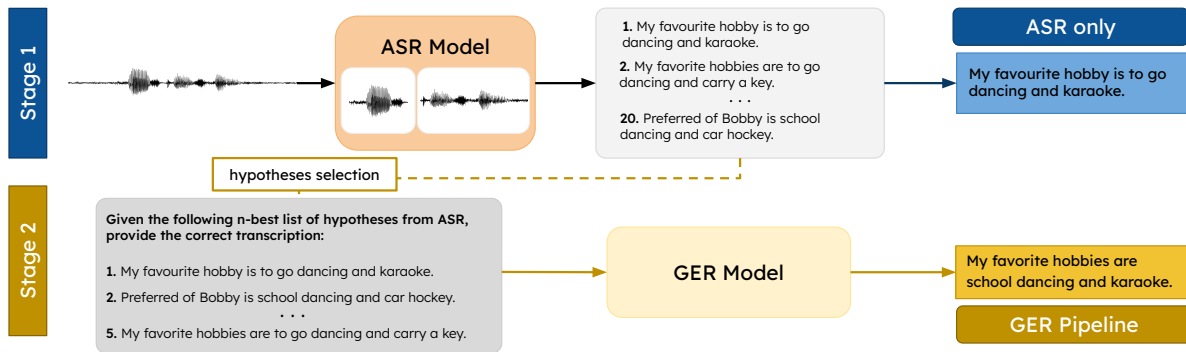 Stage 1
ASR Model
1. My favourite hobby is to go
dancing and karaoke.
2. My favorite hobbies are to go
dancing and carry a key.
. . .
20. Preferred of Bobby is school
dancing and car hockey.
ASR only
My favourite hobby is to go
dancing and karaoke.
hypotheses selection
Stage 2
Given the following n-best list of hypotheses from ASR,
provide the correct transcription:
1. My favourite hobby is to go dancing and karaoke.
2. Preferred of Bobby is school dancing and car hockey.
. . .
5. My favorite hobbies are to go dancing and carry a key.
GER Model
My favorite hobbies are
school dancing and karaoke.
GER Pipeline